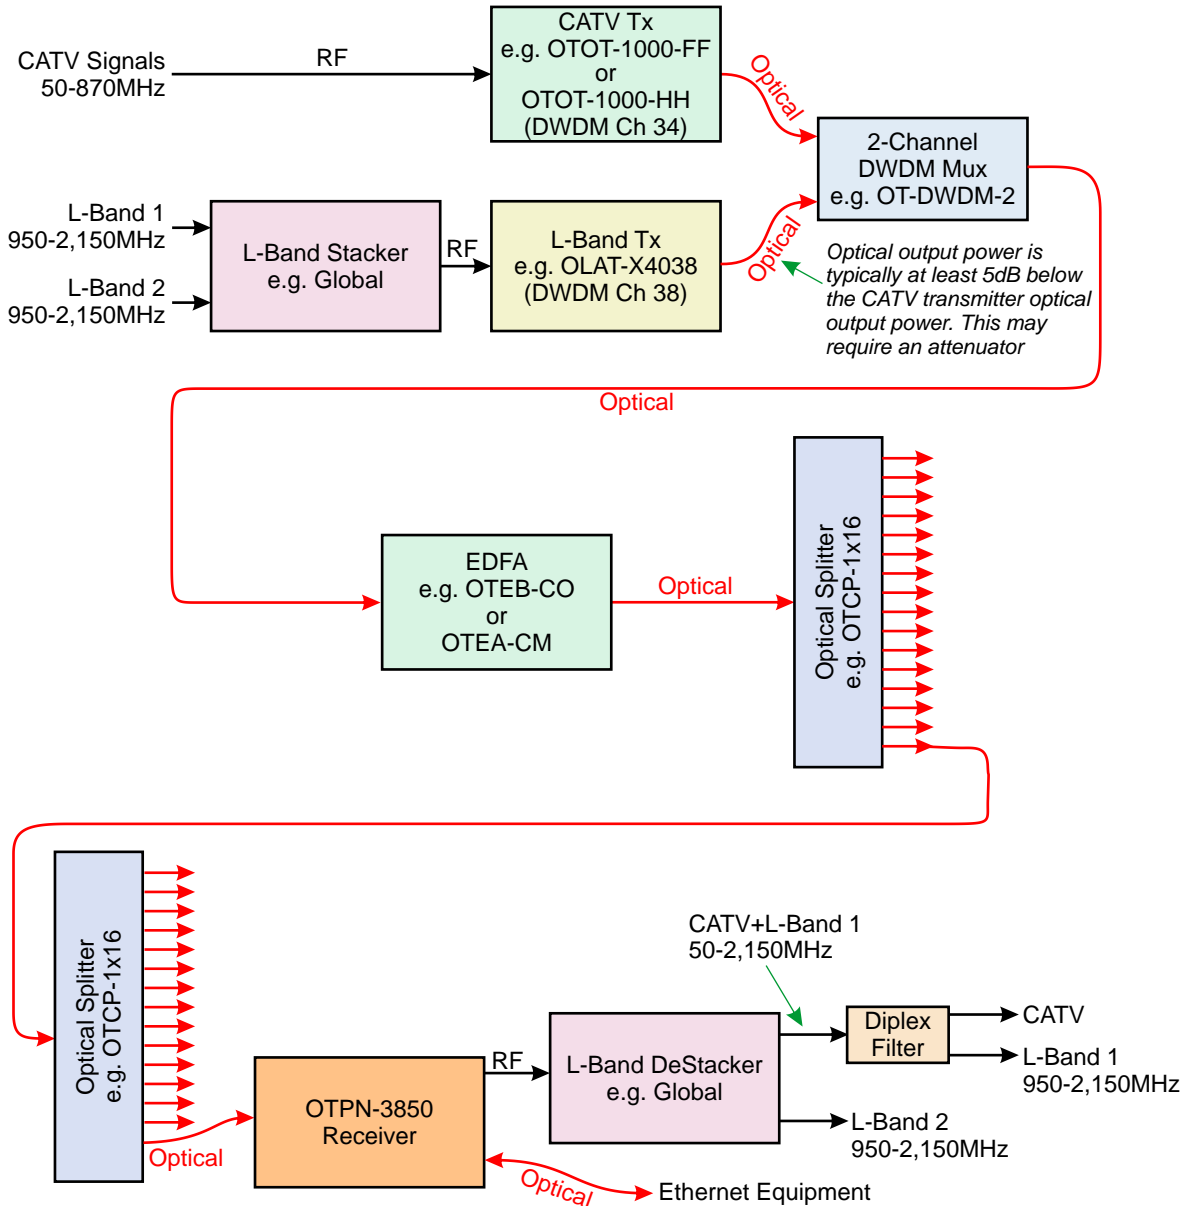 CATV Signals
50-870MHz
RF
CATV Tx
e.g. OTOT-1000-FF
or
OTOT-1000-HH
(DWDM Ch 34)
Optical
2-Channel
DWDM Mux
e.g. OT-DWDM-2
L-Band 1
950-2,150MHz
L-Band 2
950-2,150MHz
L-Band Stacker
e.g. Global
RF
L-Band Tx
e.g. OLAT-X4038
(DWDM Ch 38)
Optical
Optical output power is
typically at least 5dB below
the CATV transmitter optical
output power. This may
require an attenuator
Optical
EDFA
e.g. OTEB-CO
or
OTEA-CM
Optical
Optical Splitter
e.g. OTCP-1x16
Optical Splitter
e.g. OTCP-1x16
Optical
OTPN-3850
Receiver
RF
L-Band DeStacker
e.g. Global
CATV+L-Band 1
50-2,150MHz
Diplex
Filter
CATV
L-Band 1
950-2,150MHz
L-Band 2
950-2,150MHz
Optical
Ethernet Equipment